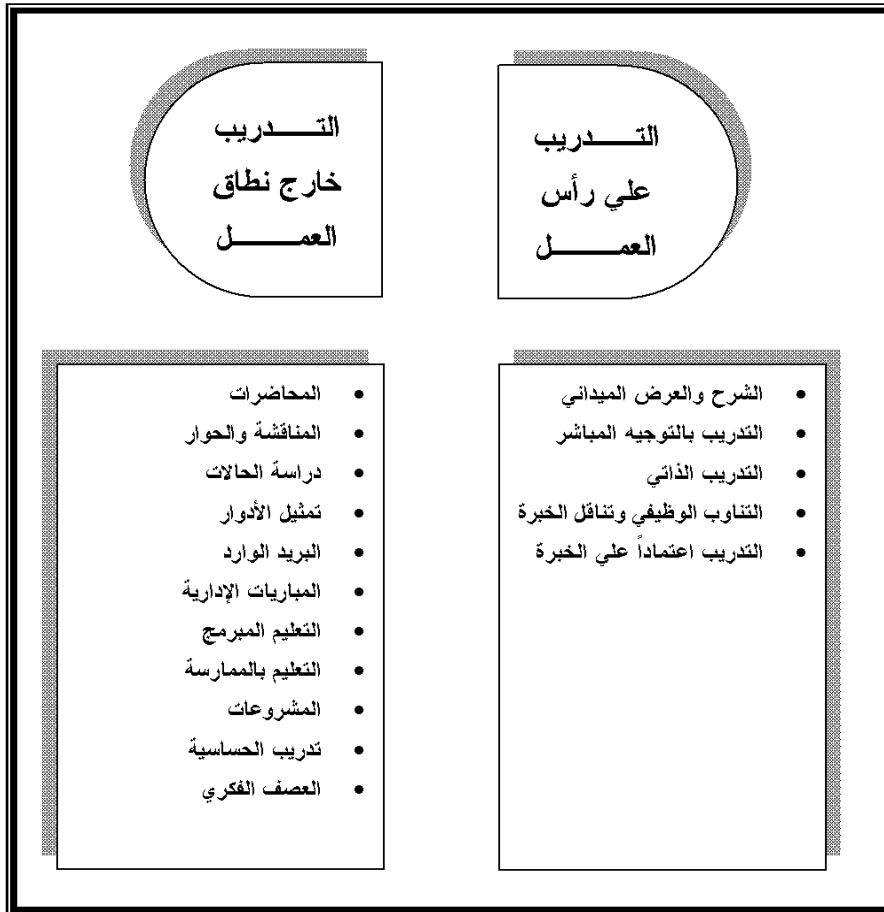 التـــــدريب
علي رأس
العمـــــــل
الشرح والعرض الميداني
التدريب بالتوجيه المباشر
التدريب الذاتي
التناوب الوظيفي وتناقل الخبرة
التدريب اعتماداً علي الخبرة
التـــــدريب
خارج نطاق
العمـــــــل
المحاضرات
المناقشة والحوار
دراسة الحالات
تمثيل الأدوار
البريد الوارد
المباريات الإدارية
التعليم المبرمج
التعليم بالممارسة
المشروعات
تدريب الحساسية
العصف الفكري